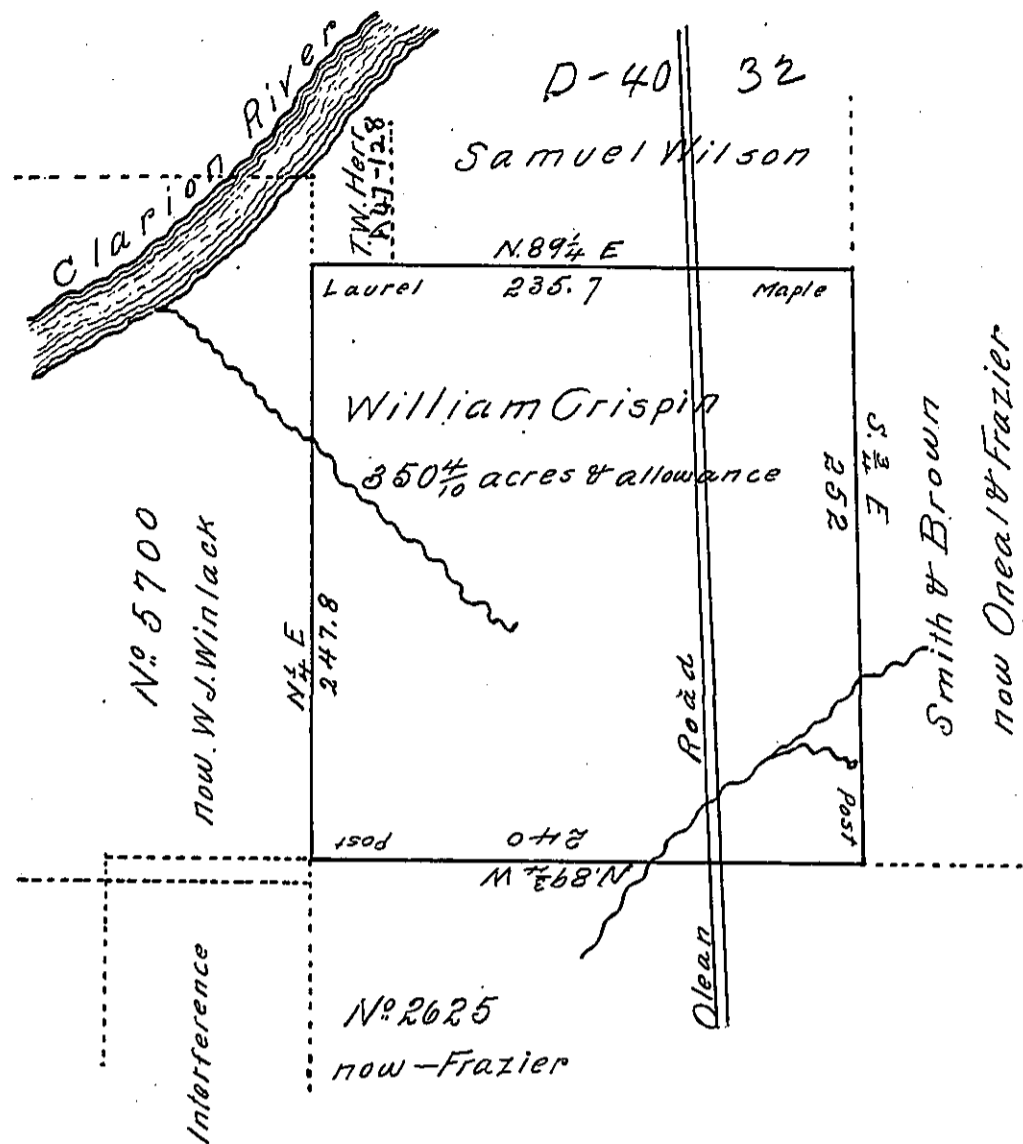 Clarion River
D-40 32
Samuel Wilson
T.W. Herr
N.89¼ E
Laurel 235.7 Maple
William Crispin
350 4/10 acres & allowance
S.¾ E
252
Smith & Brown
now Oneal & Frazier
Nº 5700
now W.J. Winlack
N¼ E
247.8
Road
Olean
Post
Post
240
N.89¾ W
Interference
Nº 2625
now - Frazier